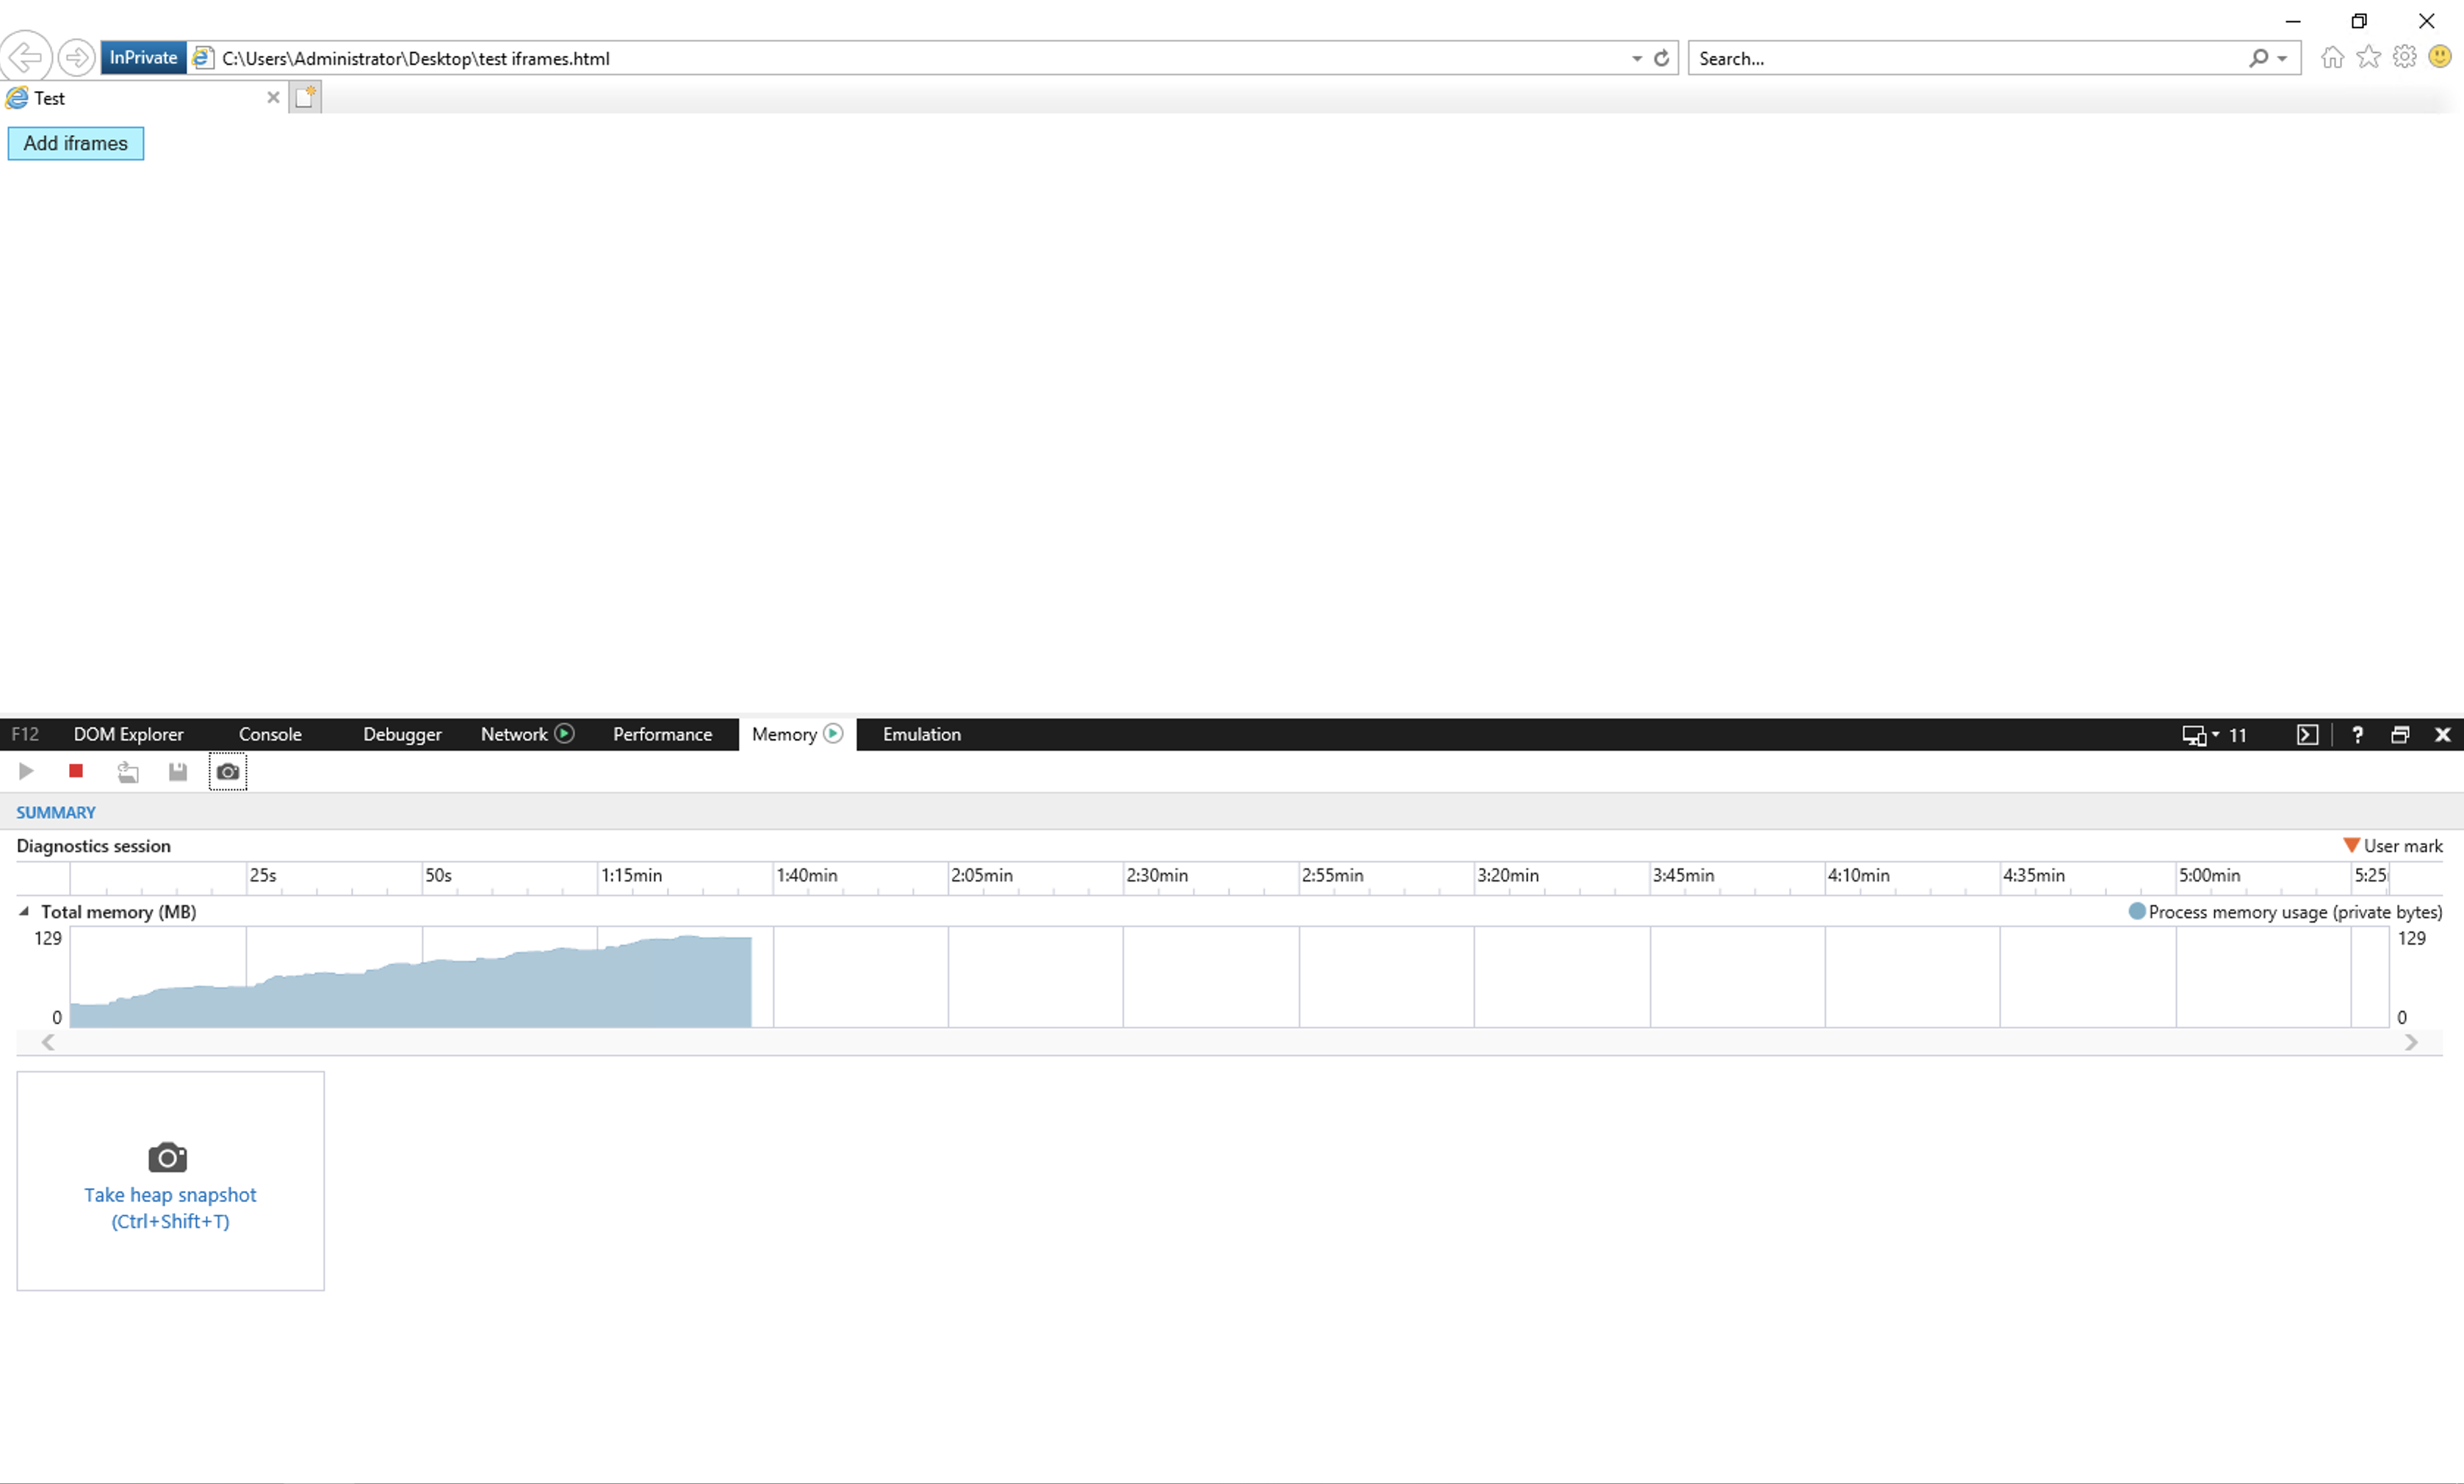 InPrivate C:\Users\Administrator\Desktop\test iframes.html Search...
Test
Add iframes
F12 DOM Explorer Console Debugger Network Performance Memory Emulation 11 ?
SUMMARY
Diagnostics session User mark
25s 50s 1:15min 1:40min 2:05min 2:30min 2:55min 3:20min 3:45min 4:10min 4:35min 5:00min 5:25
Total memory (MB) Process memory usage (private bytes)
129 129
0 0
Take heap snapshot
(Ctrl+Shift+T)